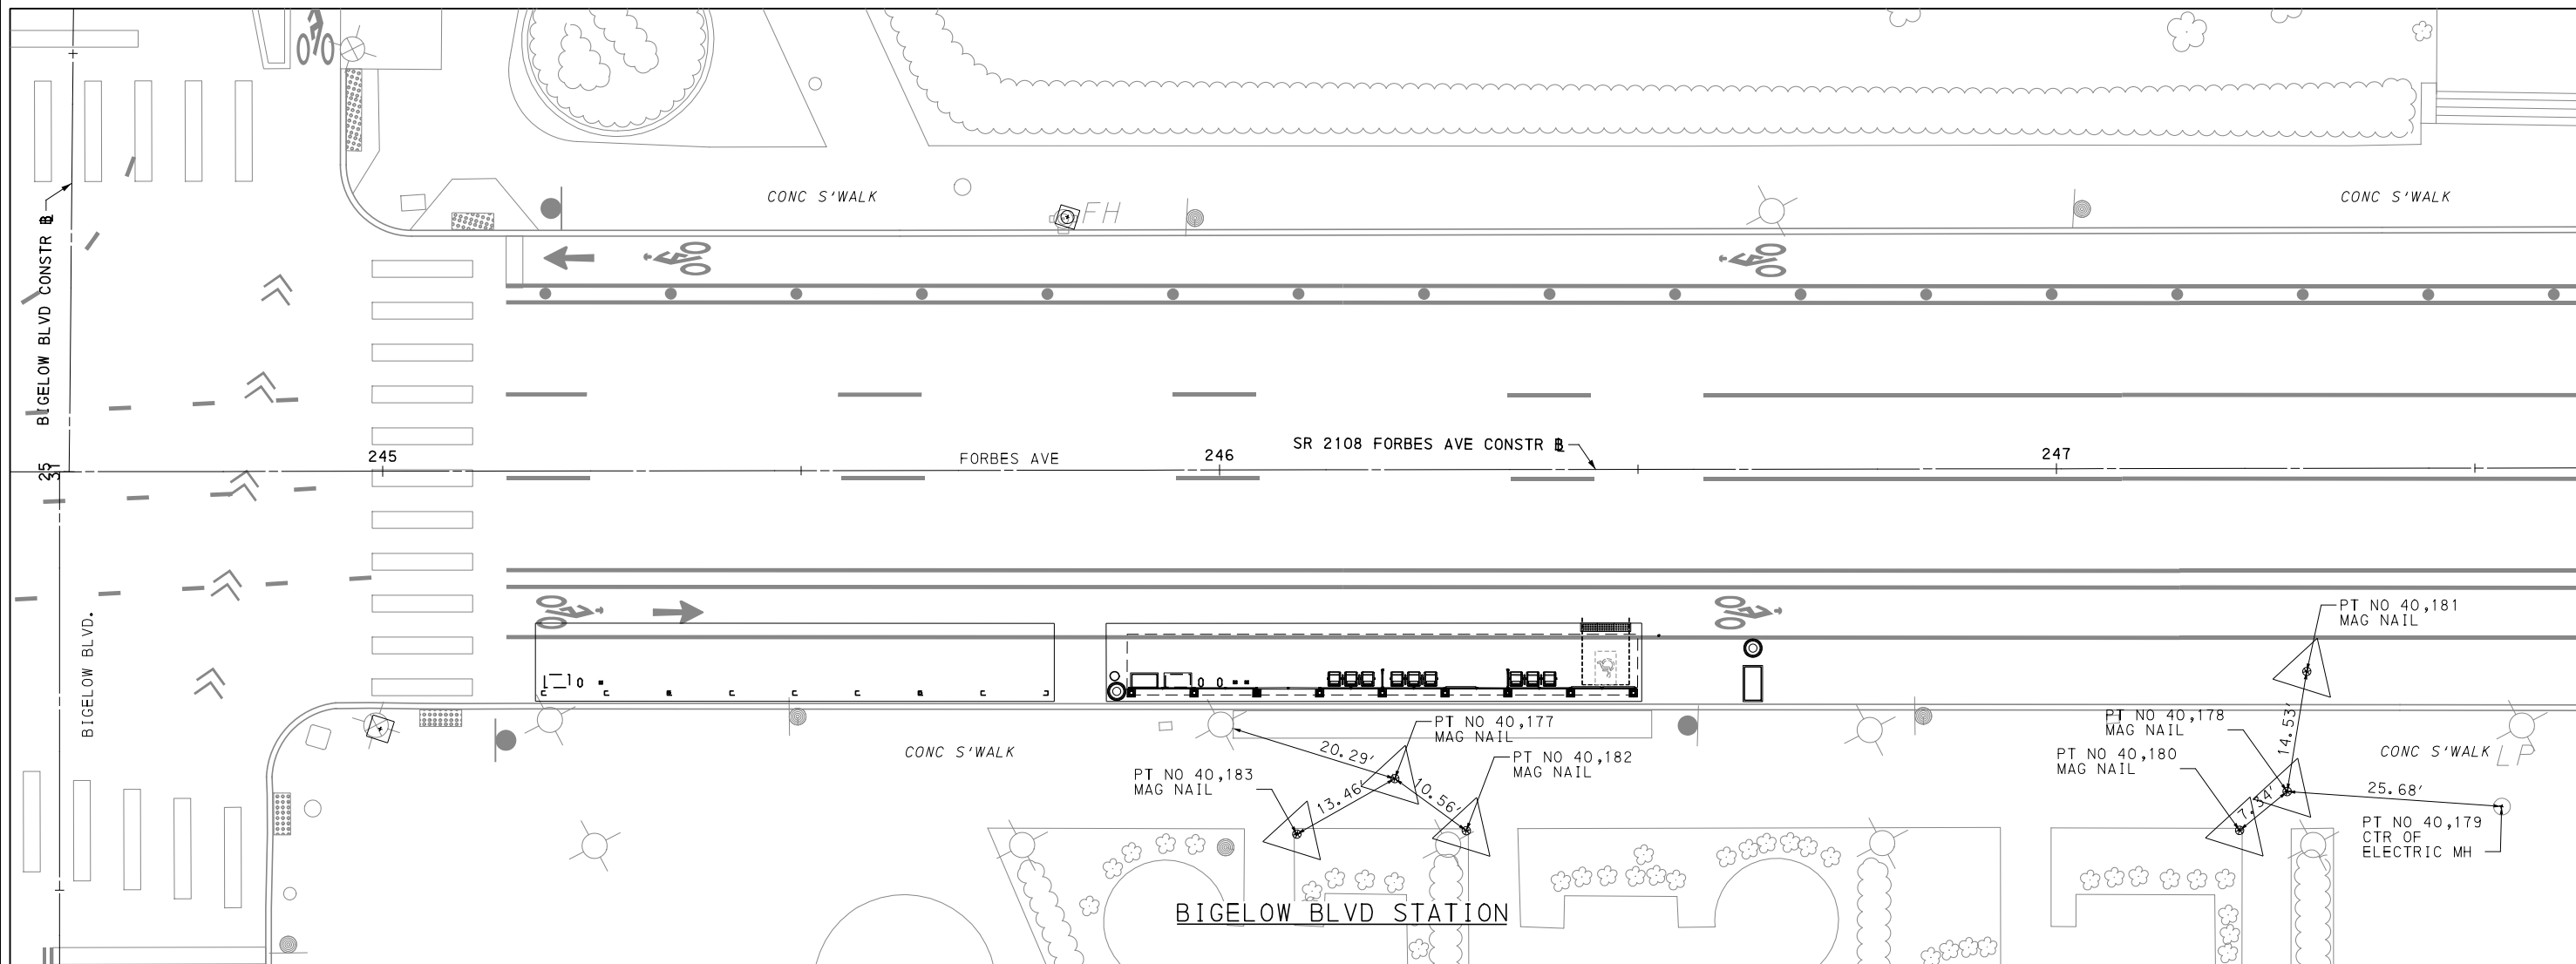 CONC S'WALK
CONC S'WALK
FH
BIGELOW BLVD CONSTR BL
25
245
FORBES AVE
246
SR 2108 FORBES AVE CONSTR BL
247
BIGELOW BLVD.
PT NO 40,181
MAG NAIL
PT NO 40,177
MAG NAIL
PT NO 40,178
MAG NAIL
14.53'
CONC S'WALK
20.29'
CONC S'WALK
LP
PT NO 40,182
MAG NAIL
PT NO 40,180
MAG NAIL
PT NO 40,183
MAG NAIL
13.46'
10.56'
7.34'
25.68'
PT NO 40,179
CTR OF
ELECTRIC MH
BIGELOW BLVD STATION